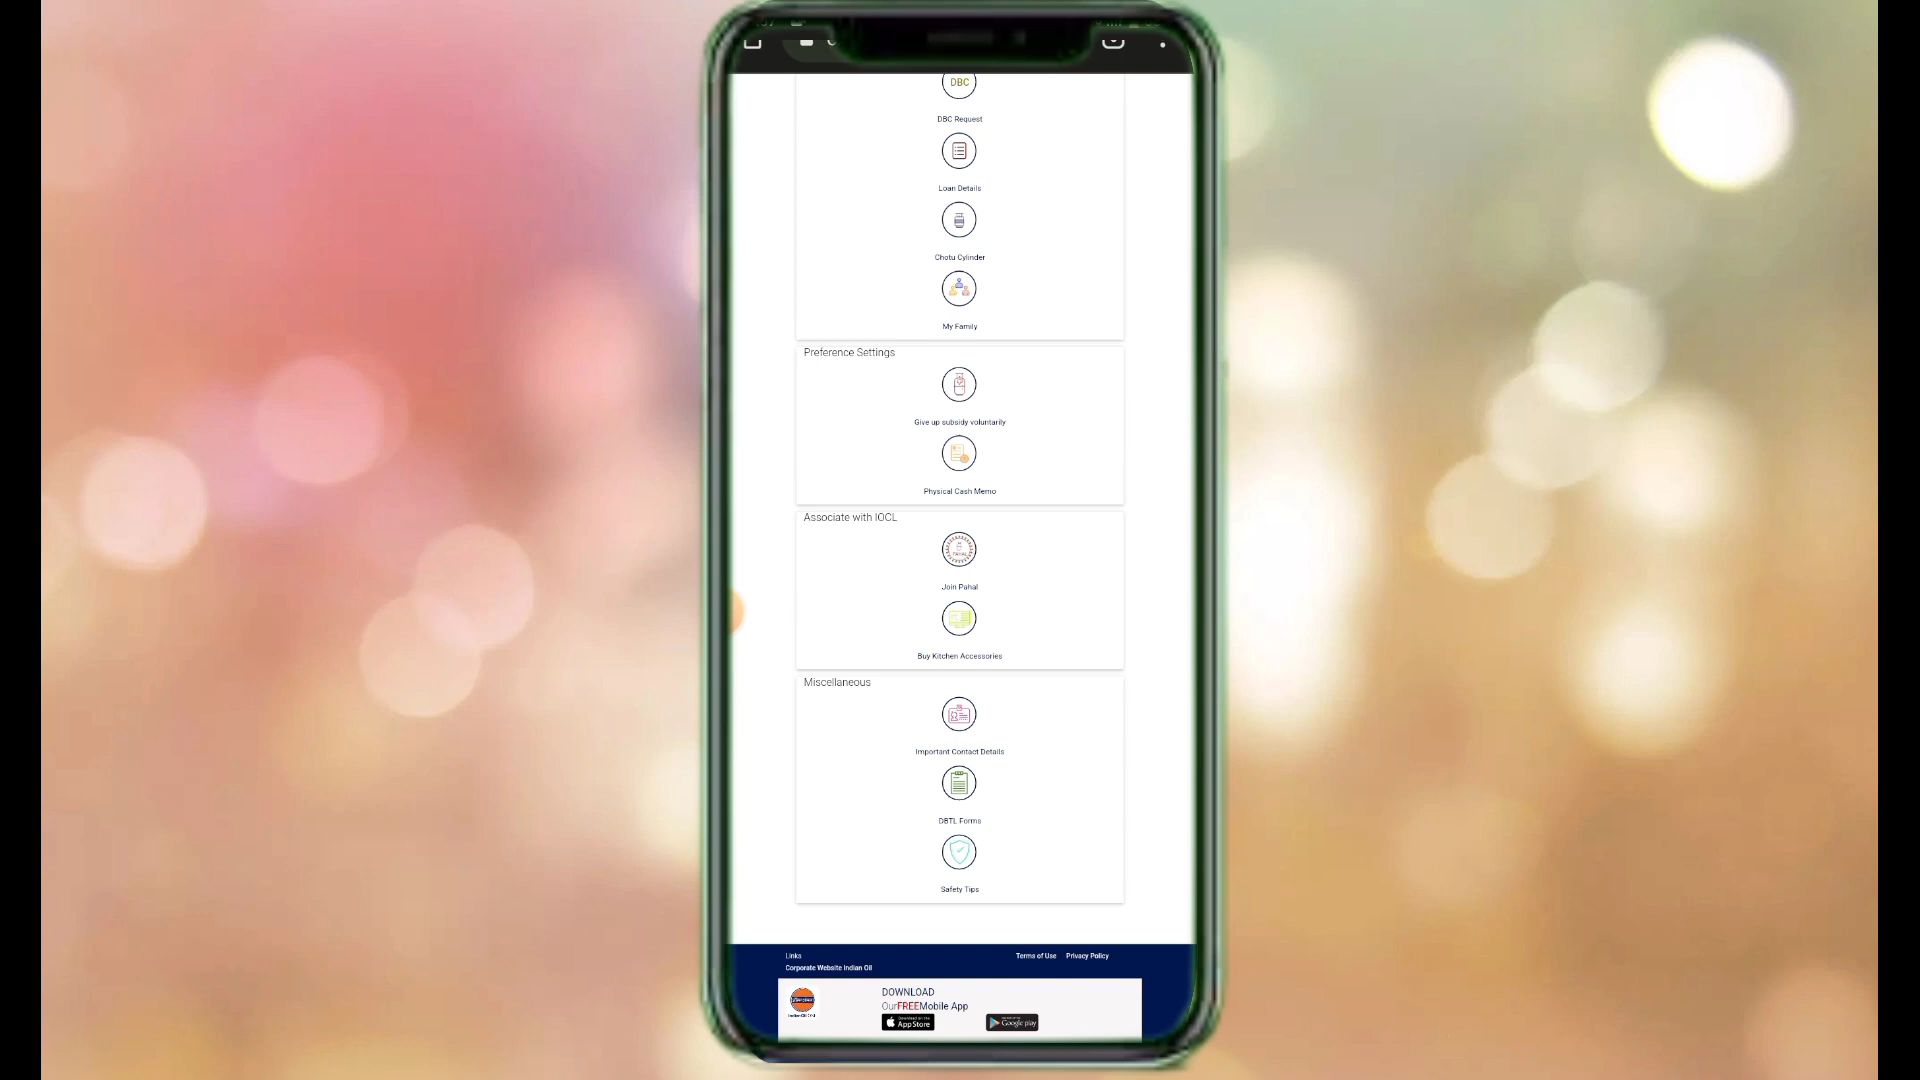 DBC
DBC Request
Loan Details
Chotu Cylinder
My Family
Preference Settings
Give up subsidy voluntarily
Physical Cash Memo
Associate with IOCL
Join Pahal
Buy Kitchen Accessories
Miscellaneous
Important Contact Details
DBTL Forms
Safety Tips
Links
Terms of Use Privacy Policy
Corporate Website Indian Oil
DOWNLOAD
OurFREEMobile App
AppStore
Google play